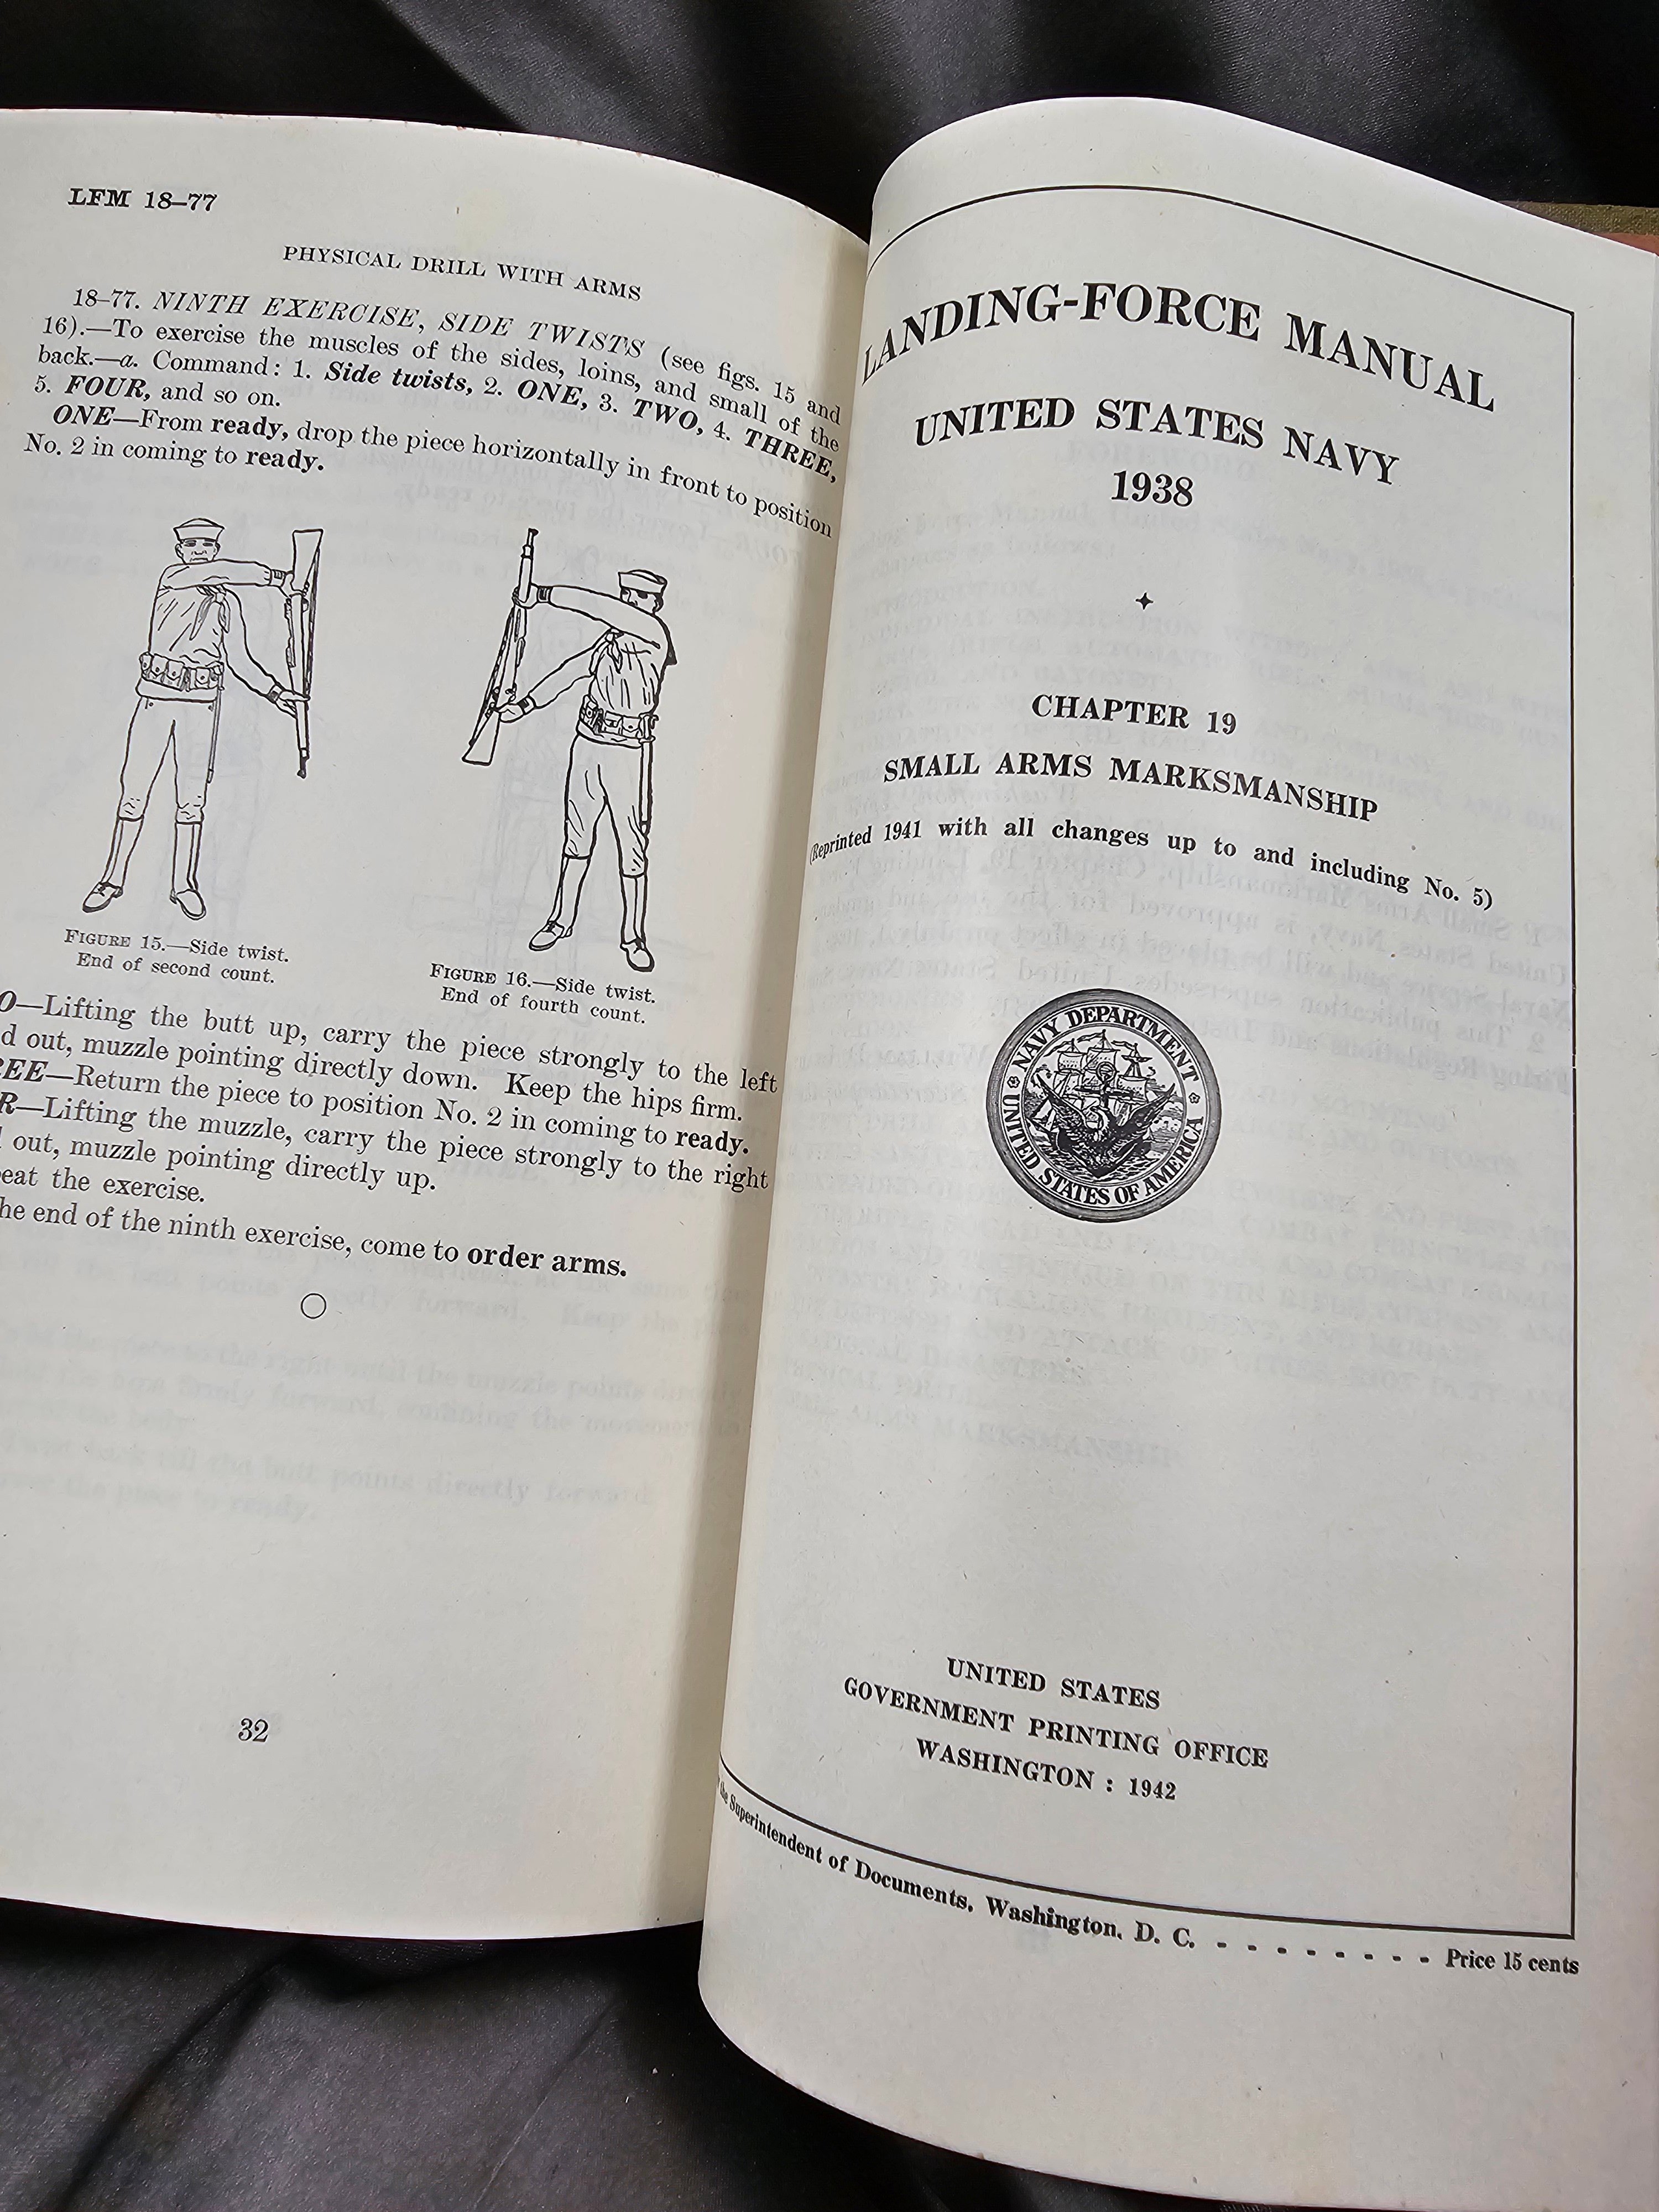 LFM 18–77
PHYSICAL DRILL WITH ARMS
18–77. NINTH EXERCISE, SIDE TWISTS (see figs. 15 and
16).—To exercise the muscles of the sides, loins, and small of the
back.—a. Command: 1. Side twists, 2. ONE, 3. TWO, 4. THREE,
5. FOUR, and so on.
ONE—From ready, drop the piece horizontally in front to position
No. 2 in coming to ready.
FIGURE 15.—Side twist.
End of second count.
FIGURE 16.—Side twist.
End of fourth count.
O—Lifting the butt up, carry the piece strongly to the left
d out, muzzle pointing directly down. Keep the hips firm.
REE—Return the piece to position No. 2 in coming to ready.
R—Lifting the muzzle, carry the piece strongly to the right
out, muzzle pointing directly up.
eat the exercise.
he end of the ninth exercise, come to order arms.
32
LANDING-FORCE MANUAL
UNITED STATES NAVY
1938
CHAPTER 19
SMALL ARMS MARKSMANSHIP
(Reprinted 1941 with all changes up to and including No. 5)
NAVY DEPARTMENT
UNITED STATES OF AMERICA
UNITED STATES
GOVERNMENT PRINTING OFFICE
WASHINGTON : 1942
the Superintendent of Documents, Washington, D. C. - - - - - - - - - Price 15 cents